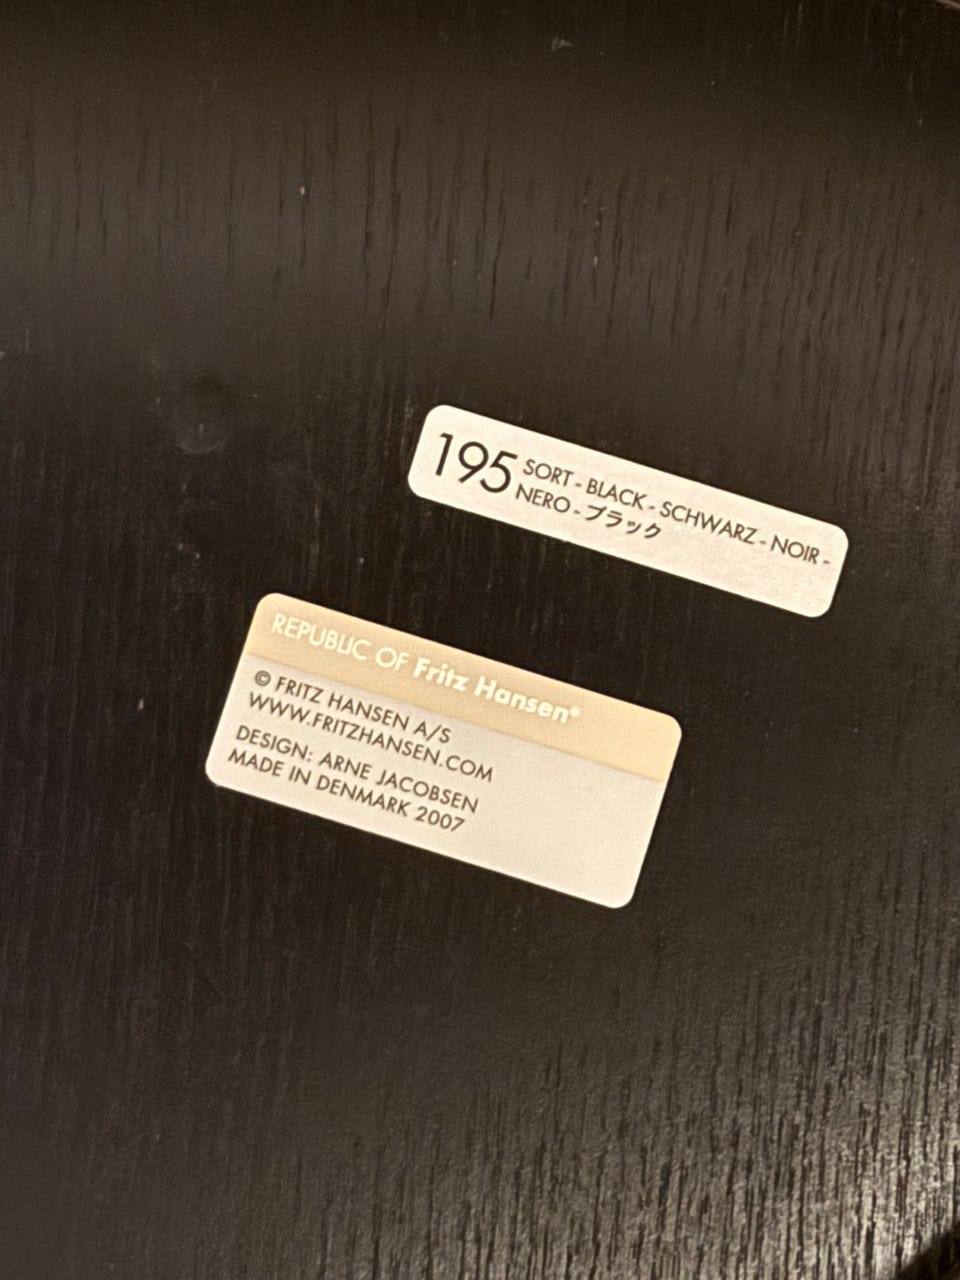 195 SORT - BLACK - SCHWARZ - NOIR -
NERO - ブラック
REPUBLIC OF Fritz Hansen®
© FRITZ HANSEN A/S
WWW.FRITZHANSEN.COM
DESIGN: ARNE JACOBSEN
MADE IN DENMARK 2007